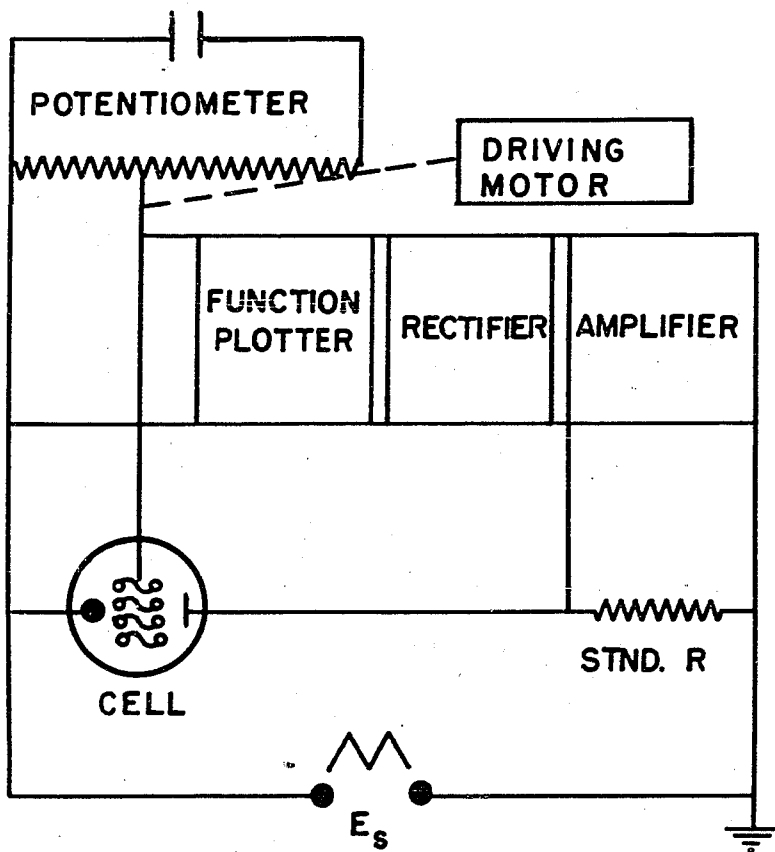 POTENTIOMETER
DRIVING
MOTOR
FUNCTION
PLOTTER
RECTIFIER
AMPLIFIER
STND. R
CELL
Es